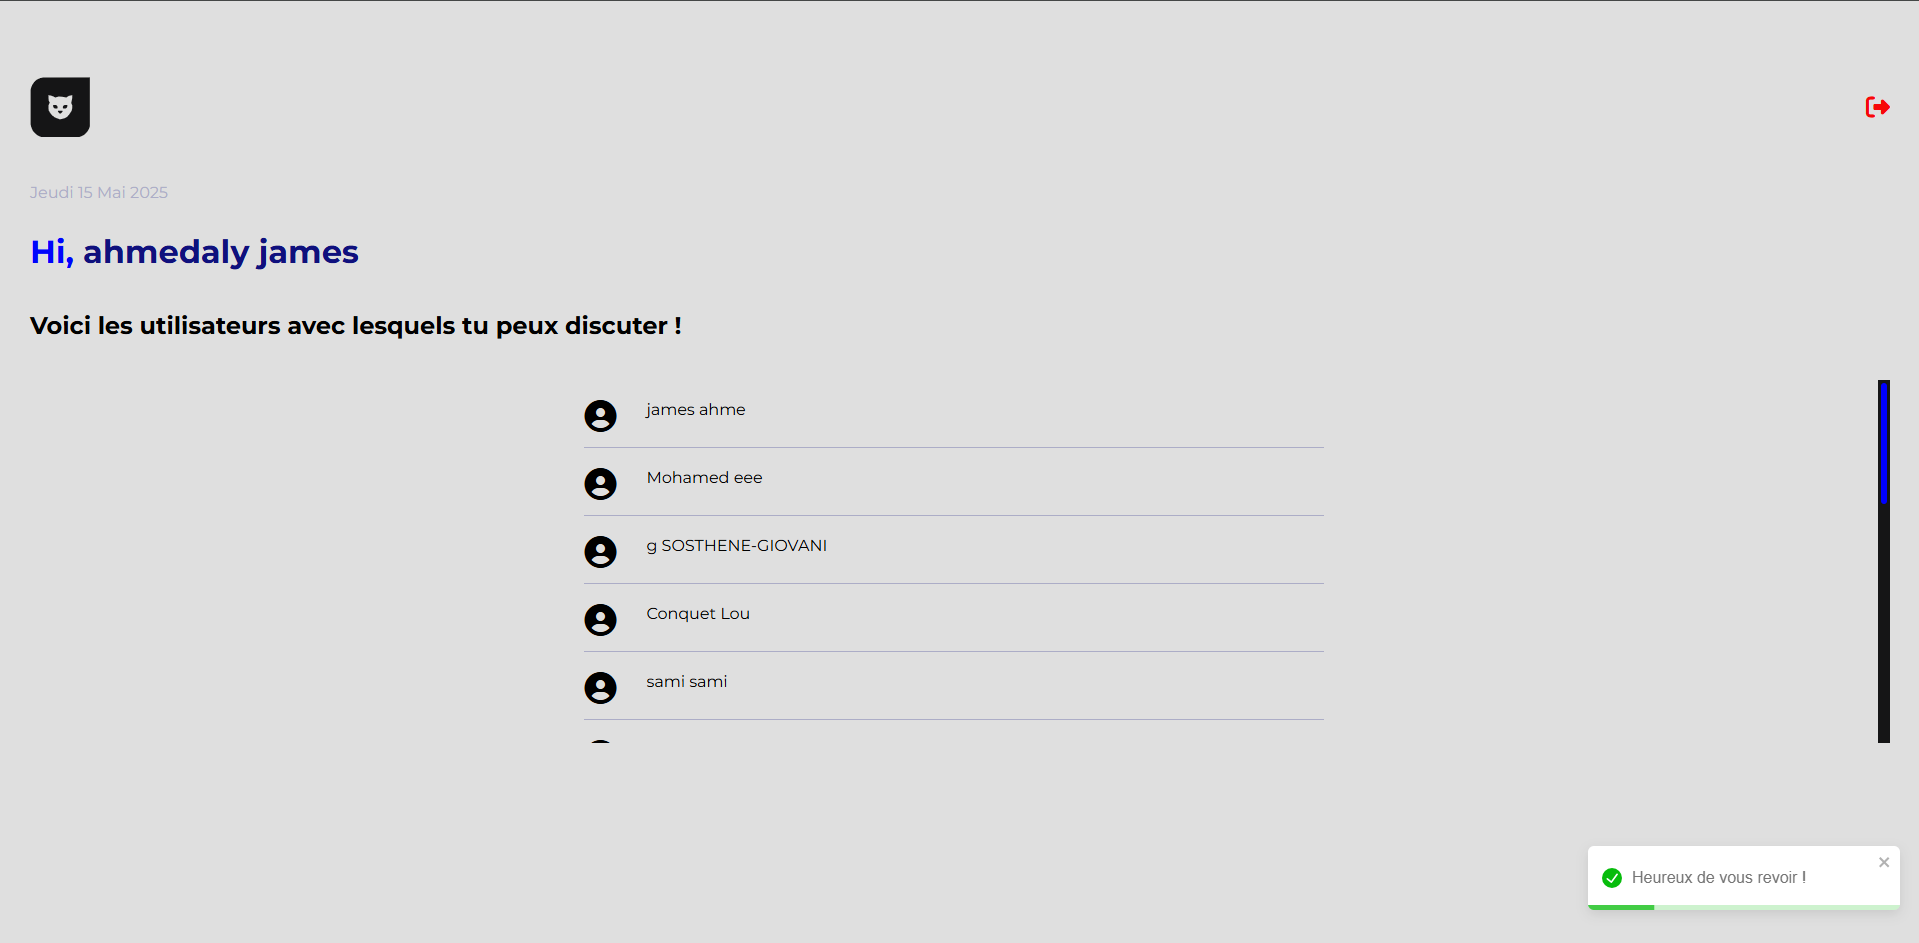 Jeudi 15 Mai 2025
Hi, ahmedaly james
Voici les utilisateurs avec lesquels tu peux discuter !
james ahme
Mohamed eee
g SOSTHENE-GIOVANI
Conquet Lou
sami sami
Heureux de vous revoir !